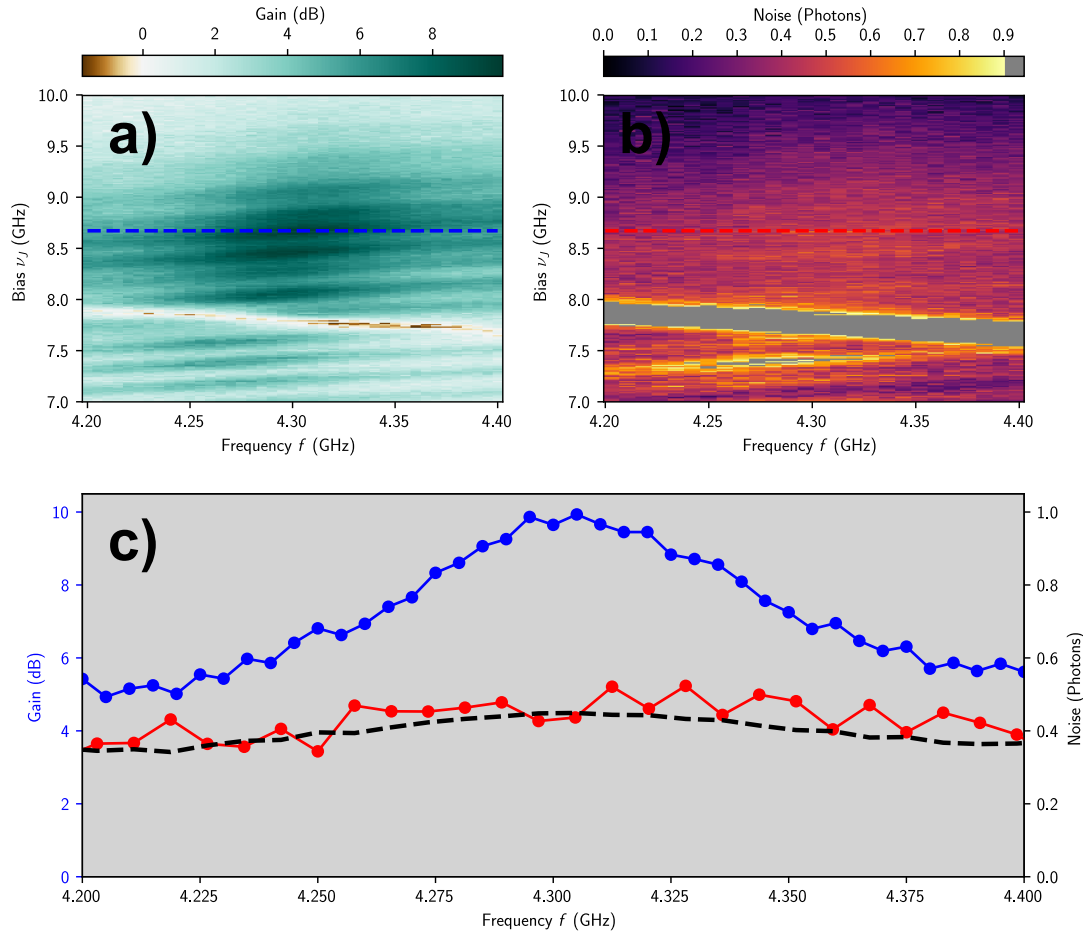 Gain (dB)
0 2 4 6 8
a)
10.0
9.5
9.0
8.5
8.0
7.5
7.0
Bias νJ (GHz)
4.20 4.25 4.30 4.35 4.40
Frequency f (GHz)
Noise (Photons)
0.0 0.1 0.2 0.3 0.4 0.5 0.6 0.7 0.8 0.9
b)
10.0
9.5
9.0
8.5
8.0
7.5
7.0
Bias νJ (GHz)
4.20 4.25 4.30 4.35 4.40
Frequency f (GHz)
c)
10
8
6
4
2
0
Gain (dB)
1.0
0.8
0.6
0.4
0.2
0.0
Noise (Photons)
4.200 4.225 4.250 4.275 4.300 4.325 4.350 4.375 4.400
Frequency f (GHz)